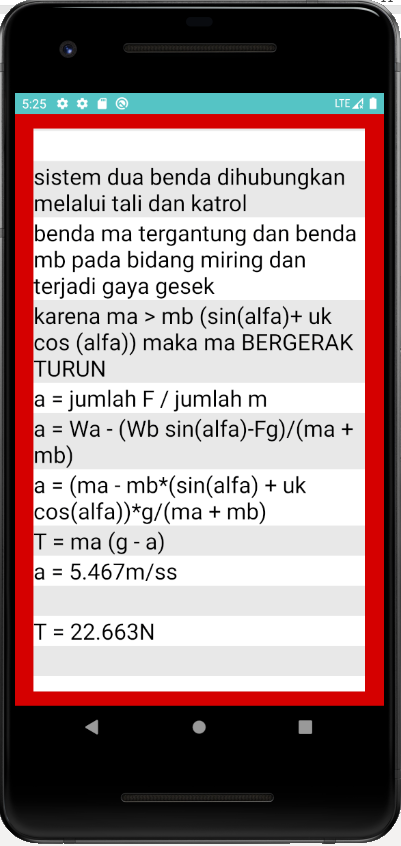 5:25
LTE
sistem dua benda dihubungkan
melalui tali dan katrol
benda ma tergantung dan benda
mb pada bidang miring dan
terjadi gaya gesek
karena ma > mb (sin(alfa)+ uk
cos (alfa)) maka ma BERGERAK
TURUN
a = jumlah F / jumlah m
a = Wa - (Wb sin(alfa)-Fg)/(ma +
mb)
a = (ma - mb*(sin(alfa) + uk
cos(alfa))*g/(ma + mb)
T = ma (g - a)
a = 5.467m/ss
T = 22.663N